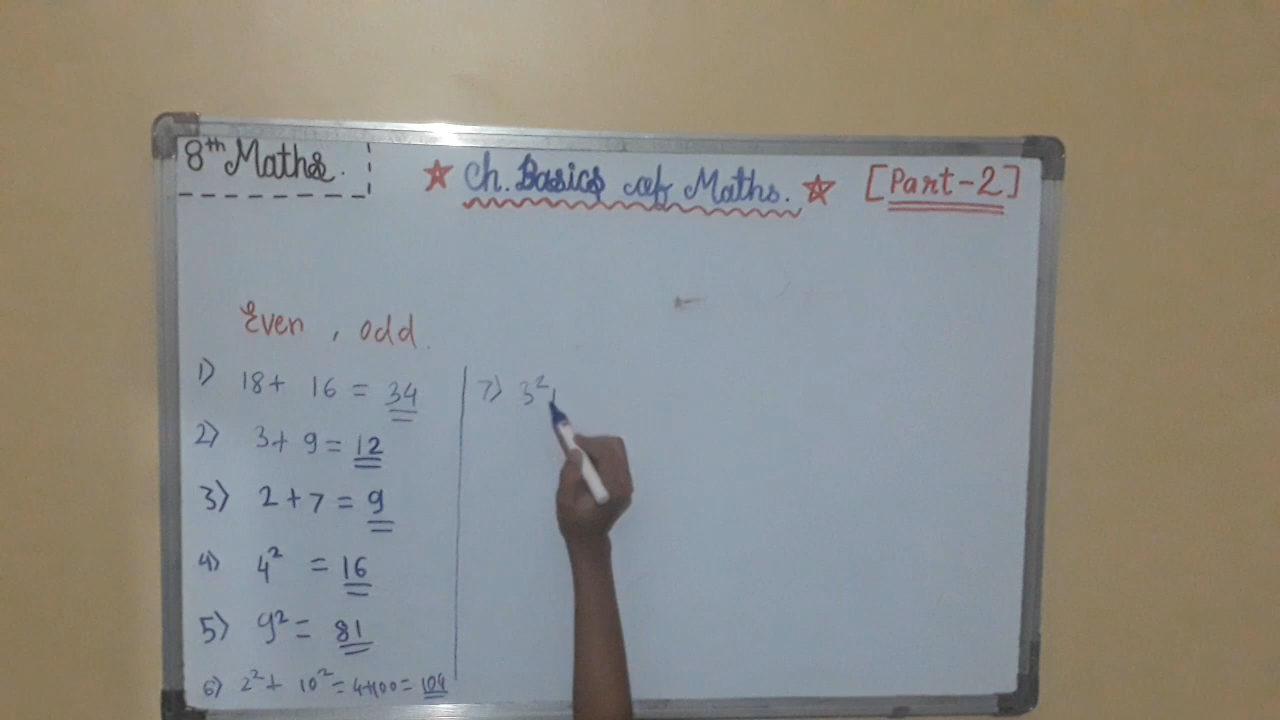 8th Maths.
★ Ch. Basics of Maths. ★ [Part-2]
Even , odd.
1) 18+ 16 = 34
2) 3+ 9 = 12
3) 2+7 = 9
4) 4² = 16
5) 9² = 81
6) 2²+ 10² = 4+100 = 104
7) 3²